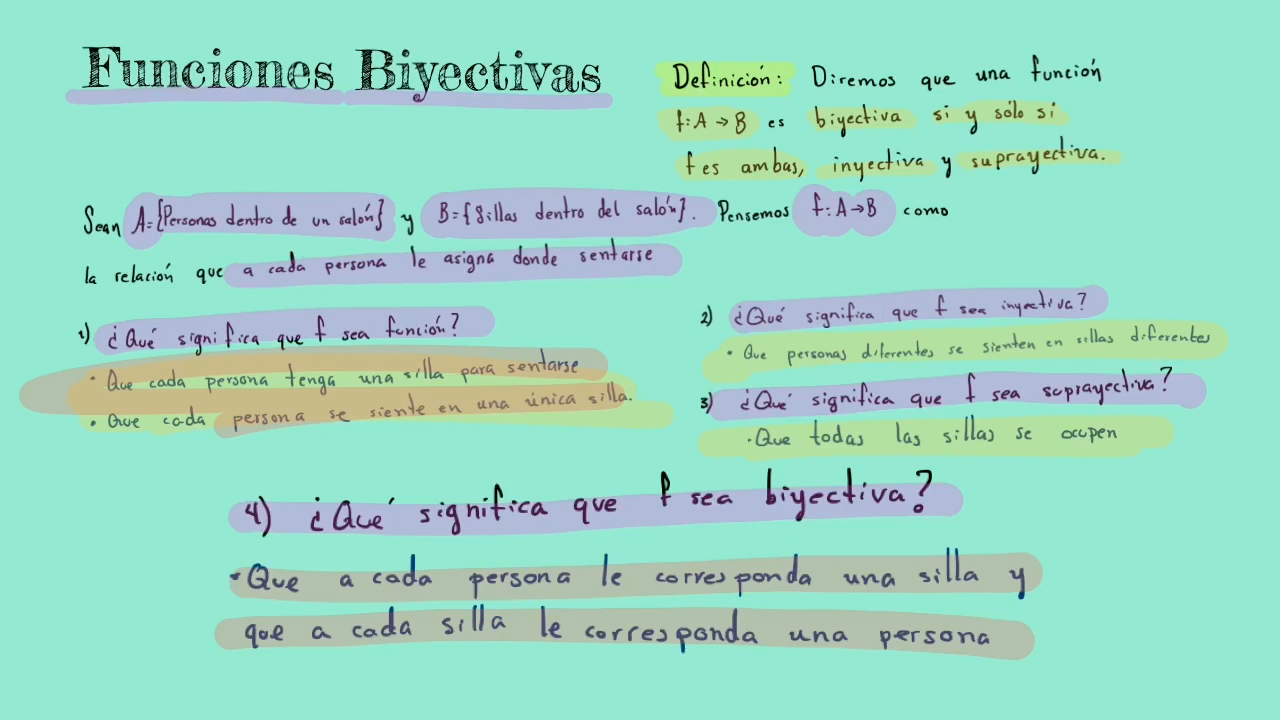 Funciones Biyectivas
Definición: Diremos que una función
f: A → B es biyectiva si y sólo si
f es ambas, inyectiva y suprayectiva.
Sean A={Personas dentro de un salón} y B={Sillas dentro del salón}. Pensemos f: A→B como
la relación que a cada persona le asigna donde sentarse
1) ¿Qué significa que f sea función?
• Que cada persona tenga una silla para sentarse
• Que cada persona se siente en una única silla.
2) ¿Qué significa que f sea inyectiva?
• Que personas diferentes se sienten en sillas diferentes
3) ¿Qué significa que f sea suprayectiva?
• Que todas las sillas se ocupen
4) ¿Qué significa que f sea biyectiva?
• Que a cada persona le corresponda una silla y
que a cada silla le corresponda una persona